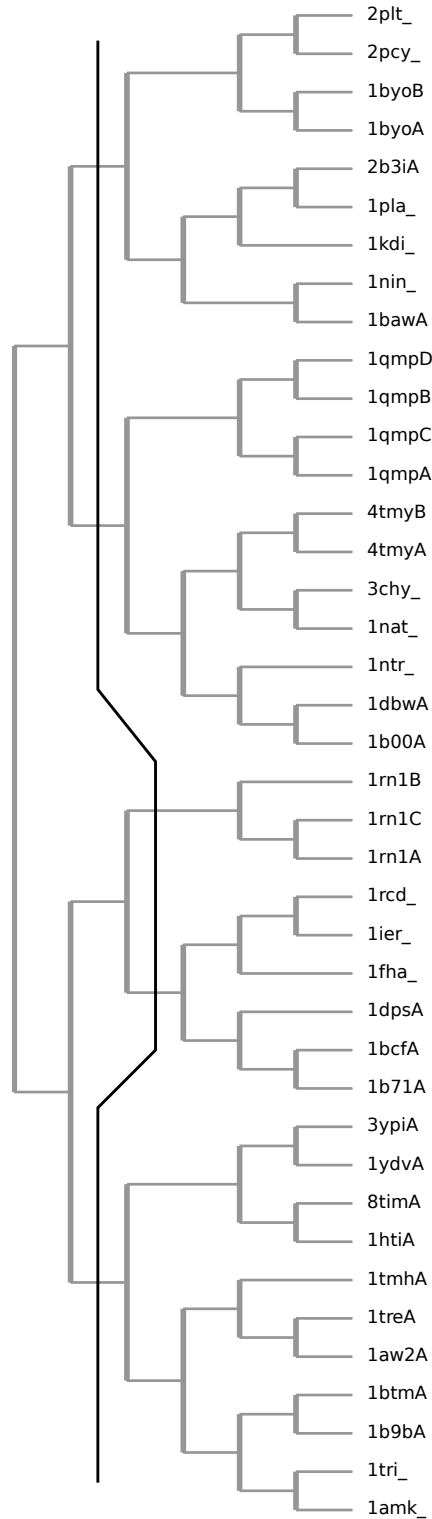 2plt_
2pcy_
1byoB
1byoA
2b3iA
1pla_
1kdi_
1nin_
1bawA
1qmpD
1qmpB
1qmpC
1qmpA
4tmyB
4tmyA
3chy_
1nat_
1ntr_
1dbwA
1b00A
1rn1B
1rn1C
1rn1A
1rcd_
1ier_
1fha_
1dpsA
1bcfA
1b71A
3ypiA
1ydvA
8timA
1htiA
1tmhA
1treA
1aw2A
1btmA
1b9bA
1tri_
1amk_